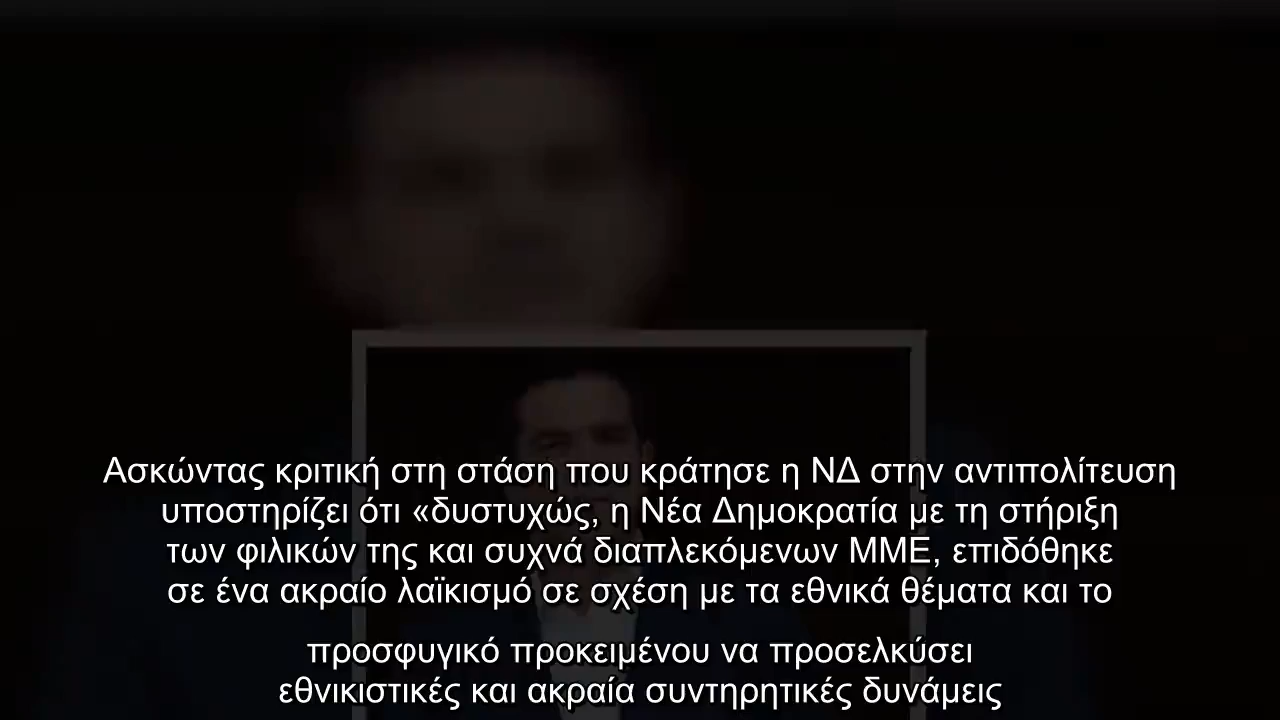 Ασκώντας κριτική στη στάση που κράτησε η ΝΔ στην αντιπολίτευση
υποστηρίζει ότι «δυστυχώς, η Νέα Δημοκρατία με τη στήριξη
των φιλικών της και συχνά διαπλεκόμενων ΜΜΕ, επιδόθηκε
σε ένα ακραίο λαϊκισμό σε σχέση με τα εθνικά θέματα και το
προσφυγικό προκειμένου να προσελκύσει
εθνικιστικές και ακραία συντηρητικές δυνάμεις